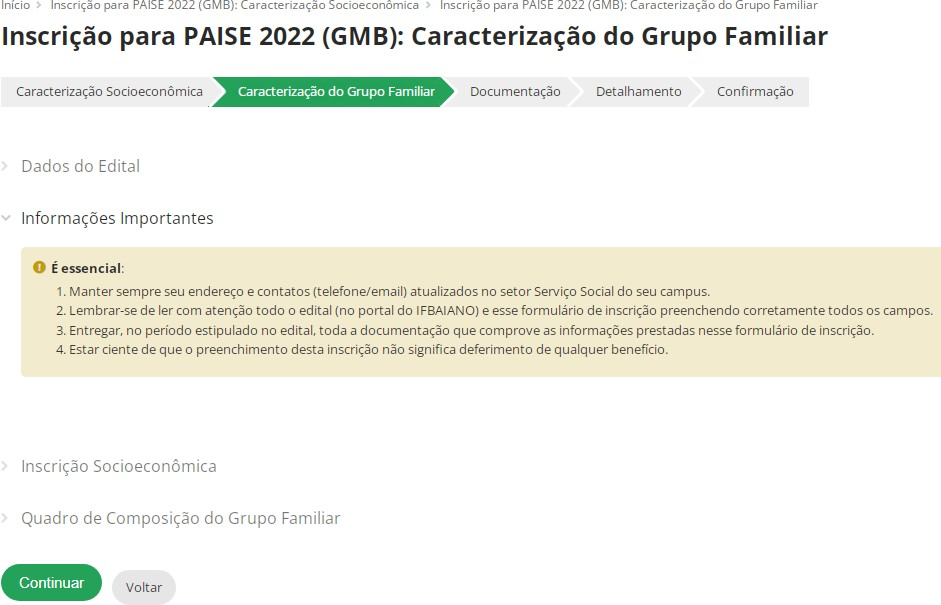 Início > Inscrição para PAISE 2022 (GMB): Caracterização Socioeconômica > Inscrição para PAISE 2022 (GMB): Caracterização do Grupo Familiar
Inscrição para PAISE 2022 (GMB): Caracterização do Grupo Familiar
Caracterização Socioeconômica Caracterização do Grupo Familiar Documentação Detalhamento Confirmação
Dados do Edital
Informações Importantes
É essencial:
1. Manter sempre seu endereço e contatos (telefone/email) atualizados no setor Serviço Social do seu campus.
2. Lembrar-se de ler com atenção todo o edital (no portal do IFBAIANO) e esse formulário de inscrição preenchendo corretamente todos os campos.
3. Entregar, no período estipulado no edital, toda a documentação que comprove as informações prestadas nesse formulário de inscrição.
4. Estar ciente de que o preenchimento desta inscrição não significa deferimento de qualquer benefício.
Inscrição Socioeconômica
Quadro de Composição do Grupo Familiar
Continuar Voltar